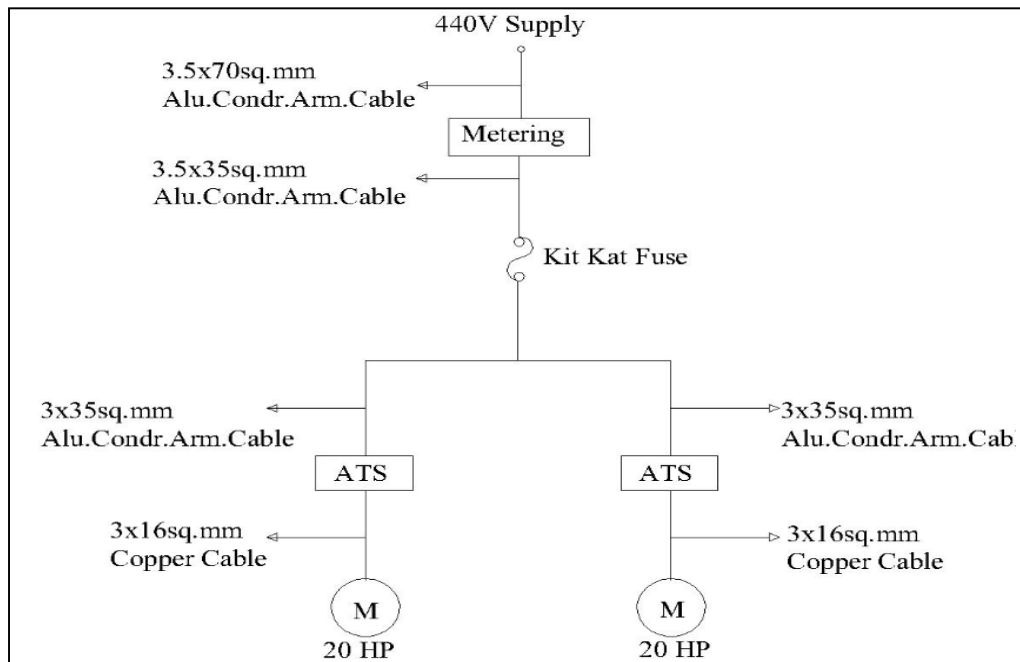 440V Supply
3.5x70sq.mm
Alu.Condr.Arm.Cable
Metering
3.5x35sq.mm
Alu.Condr.Arm.Cable
Kit Kat Fuse
3x35sq.mm
Alu.Condr.Arm.Cable
3x35sq.mm
Alu.Condr.Arm.Cabl
ATS
ATS
3x16sq.mm
Copper Cable
3x16sq.mm
Copper Cable
M
M
20 HP
20 HP